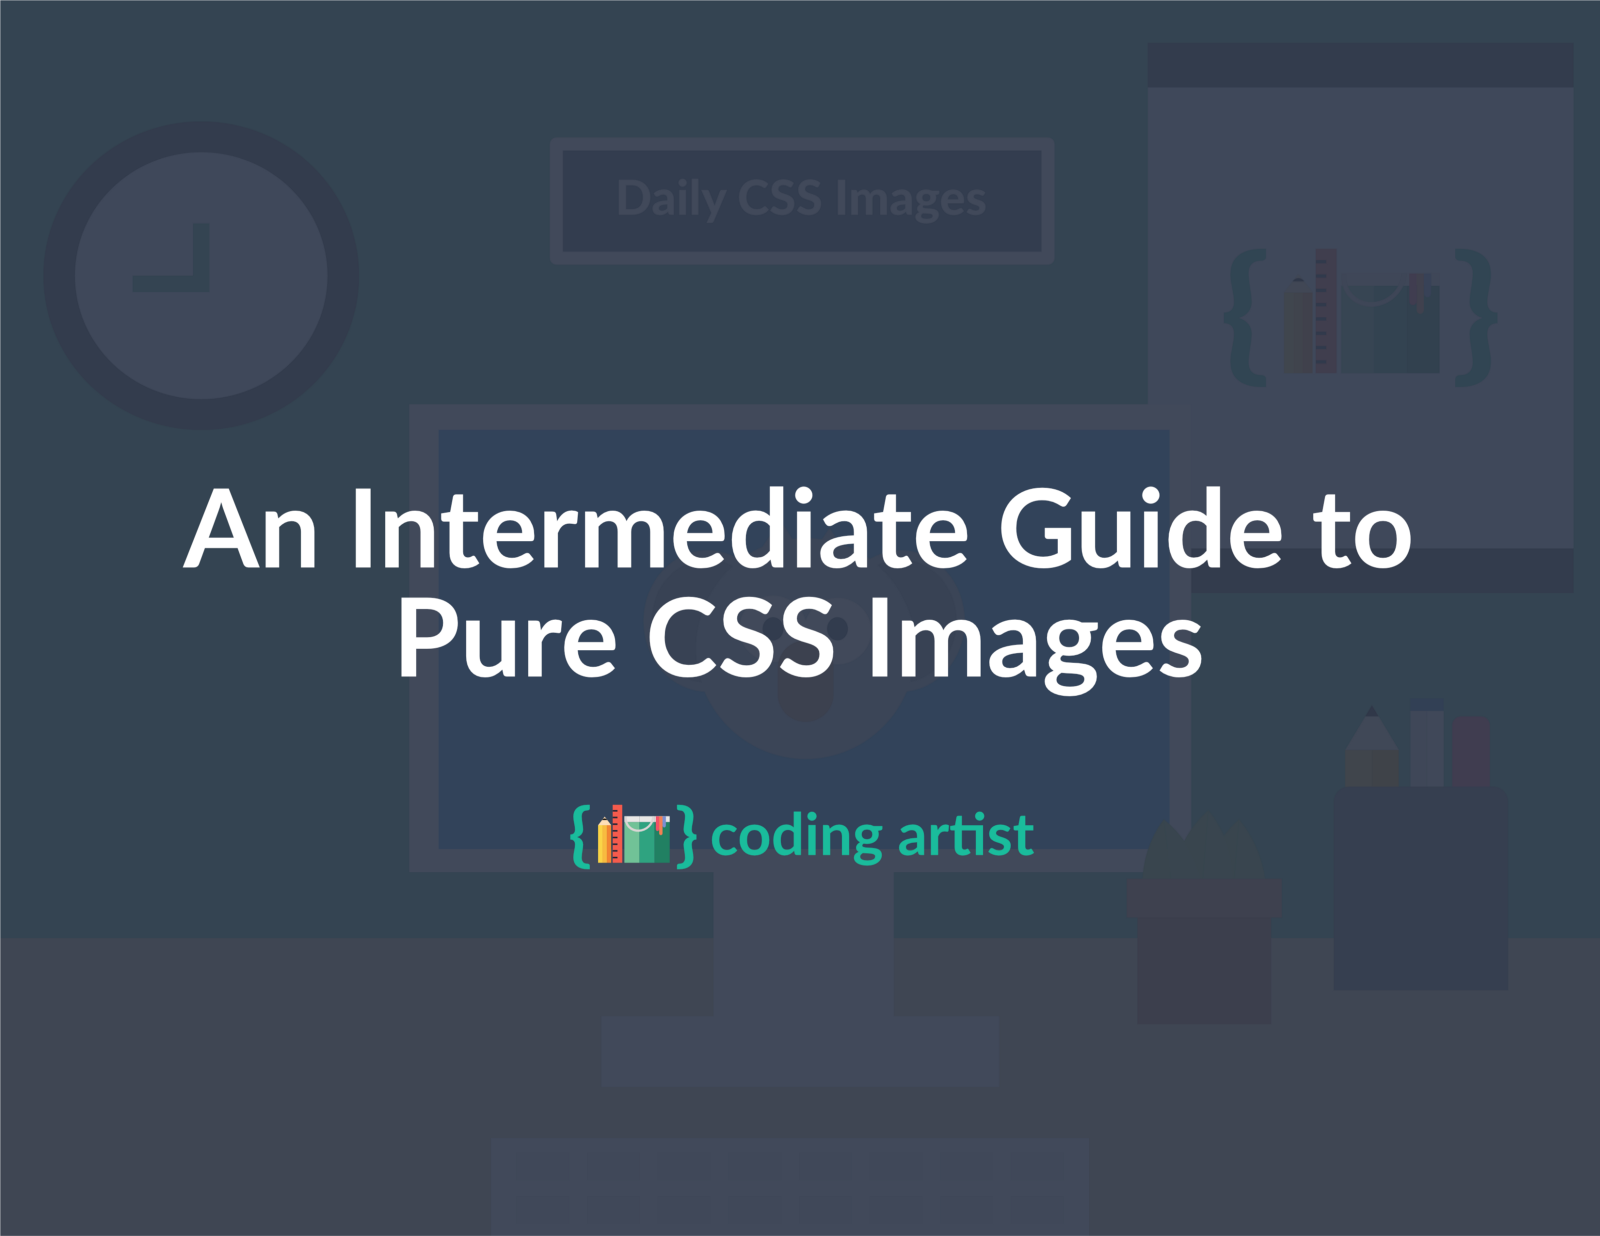 Daily CSS Images
An Intermediate Guide to
Pure CSS Images
{ } coding artist